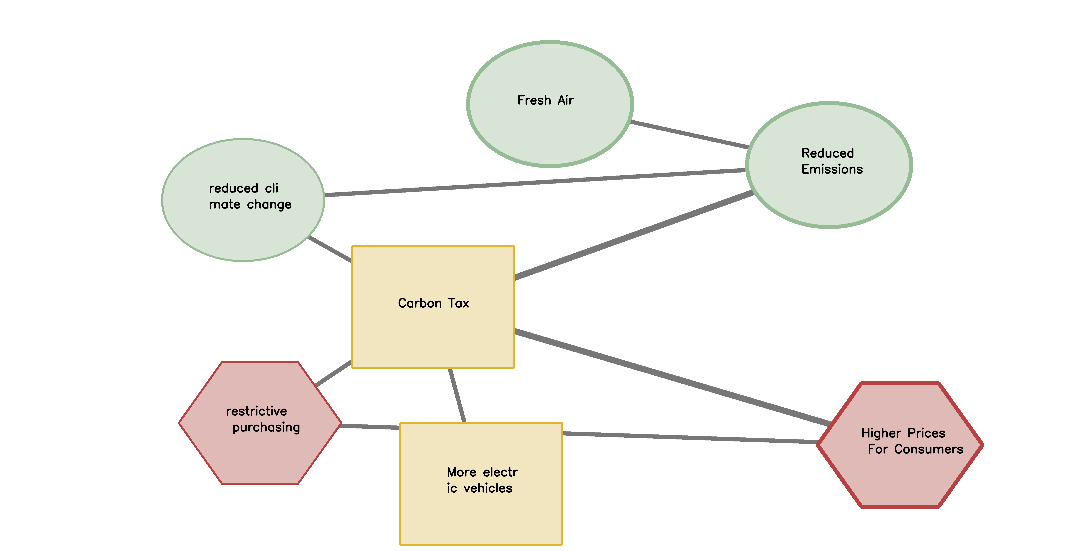 Fresh Air
Reduced
Emissions
reduced cli
mate change
Carbon Tax
restrictive
purchasing
Higher Prices
For Consumers
More electr
ic vehicles